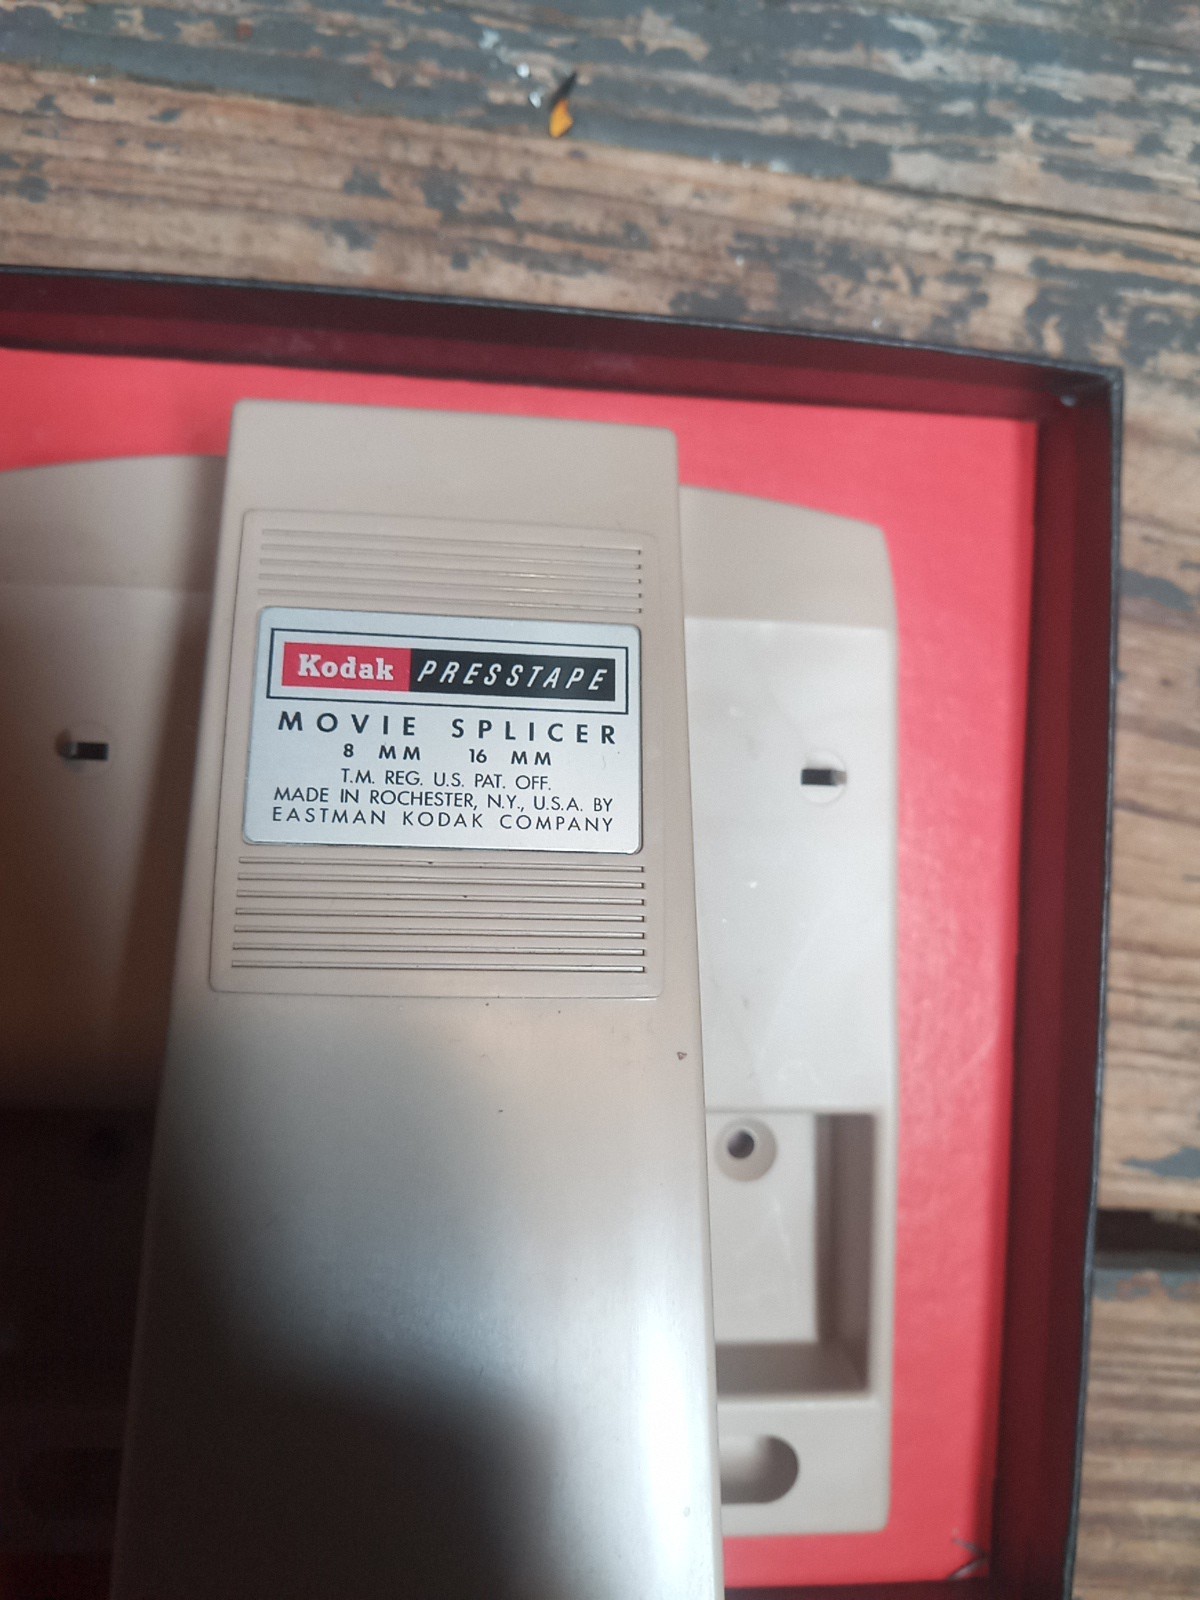 Kodak PRESSTAPE
MOVIE SPLICER
8 MM 16 MM
T.M. REG. U.S. PAT. OFF.
MADE IN ROCHESTER, N.Y., U.S.A. BY
EASTMAN KODAK COMPANY